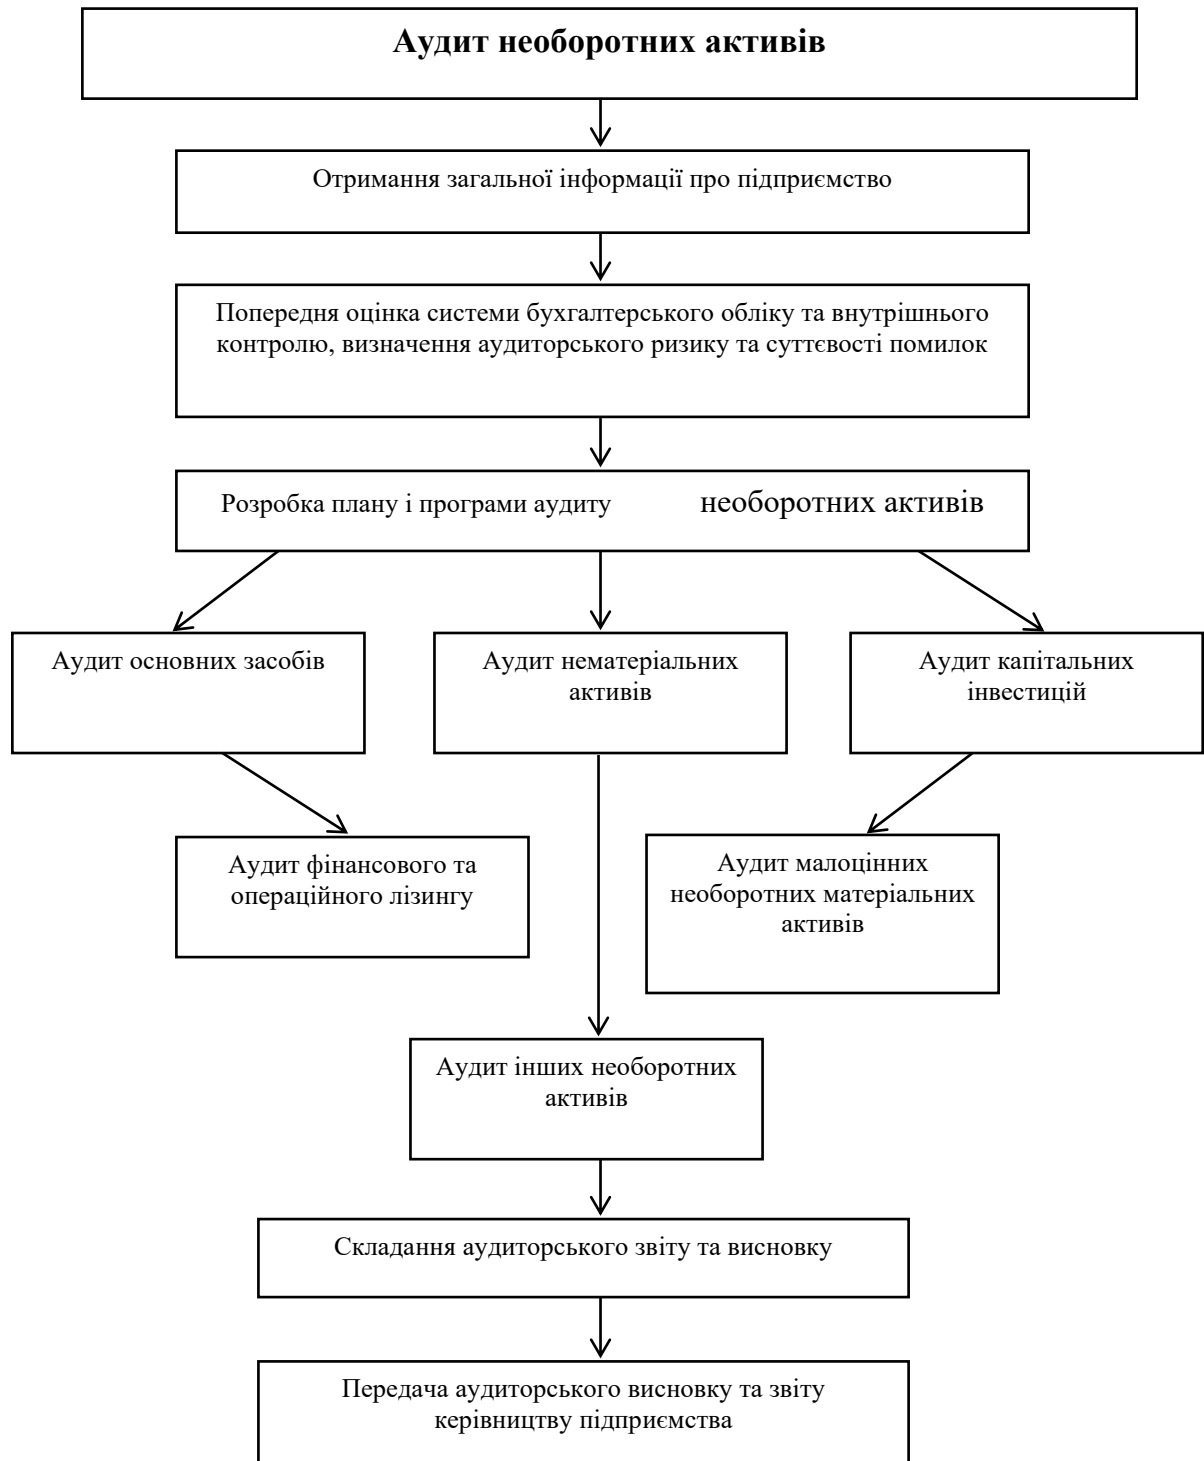 Аудит необоротних активів
Отримання загальної інформації про підприємство
Попередня оцінка системи бухгалтерського обліку та внутрішнього
контролю, визначення аудиторського ризику та суттєвості помилок
Розробка плану і програми аудиту необоротних активів
Аудит основних засобів
Аудит нематеріальних
активів
Аудит капітальних
інвестицій
Аудит фінансового та
операційного лізингу
Аудит малоцінних
необоротних матеріальних
активів
Аудит інших необоротних
активів
Складання аудиторського звіту та висновку
Передача аудиторського висновку та звіту
керівництву підприємства